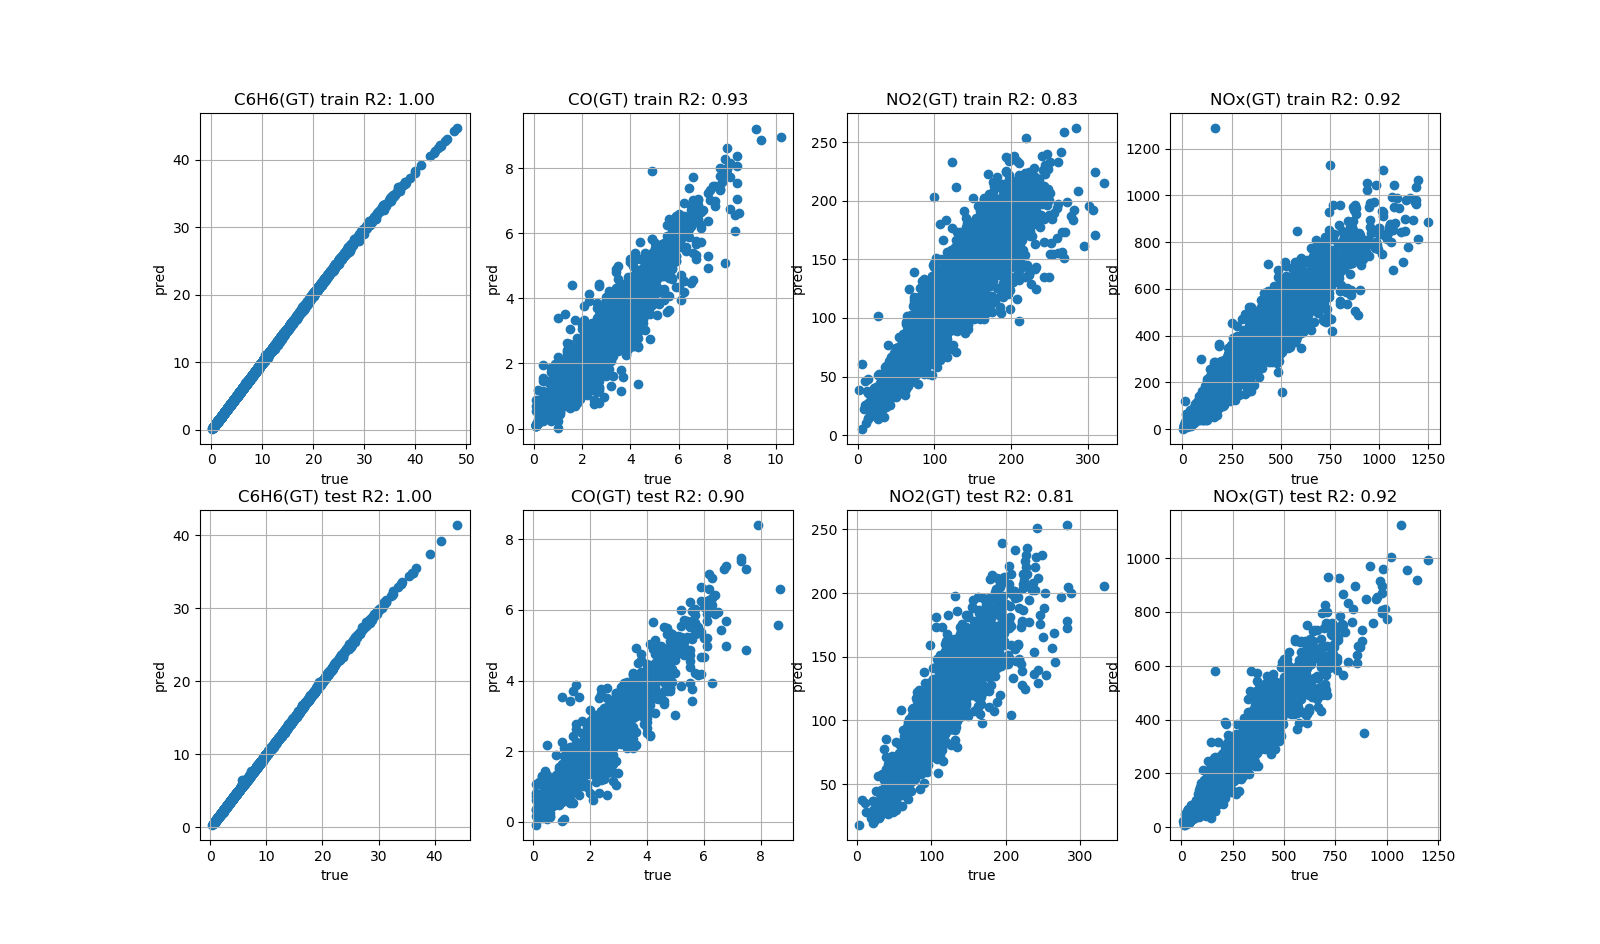 C6H6(GT) train R2: 1.00
CO(GT) train R2: 0.93
NO2(GT) train R2: 0.83
NOx(GT) train R2: 0.92
40
30
20
10
0
pred
0 10 20 30 40 50
true
8
6
4
2
0
pred
0 2 4 6 8 10
true
250
200
150
100
50
0
pred
0 100 200 300
true
1200
1000
800
600
400
200
0
pred
0 250 500 750 1000 1250
true
C6H6(GT) test R2: 1.00
CO(GT) test R2: 0.90
NO2(GT) test R2: 0.81
NOx(GT) test R2: 0.92
40
30
20
10
0
pred
0 10 20 30 40
true
8
6
4
2
0
pred
0 2 4 6 8
true
250
200
150
100
50
pred
0 100 200 300
true
1000
800
600
400
200
0
pred
0 250 500 750 1000 1250
true